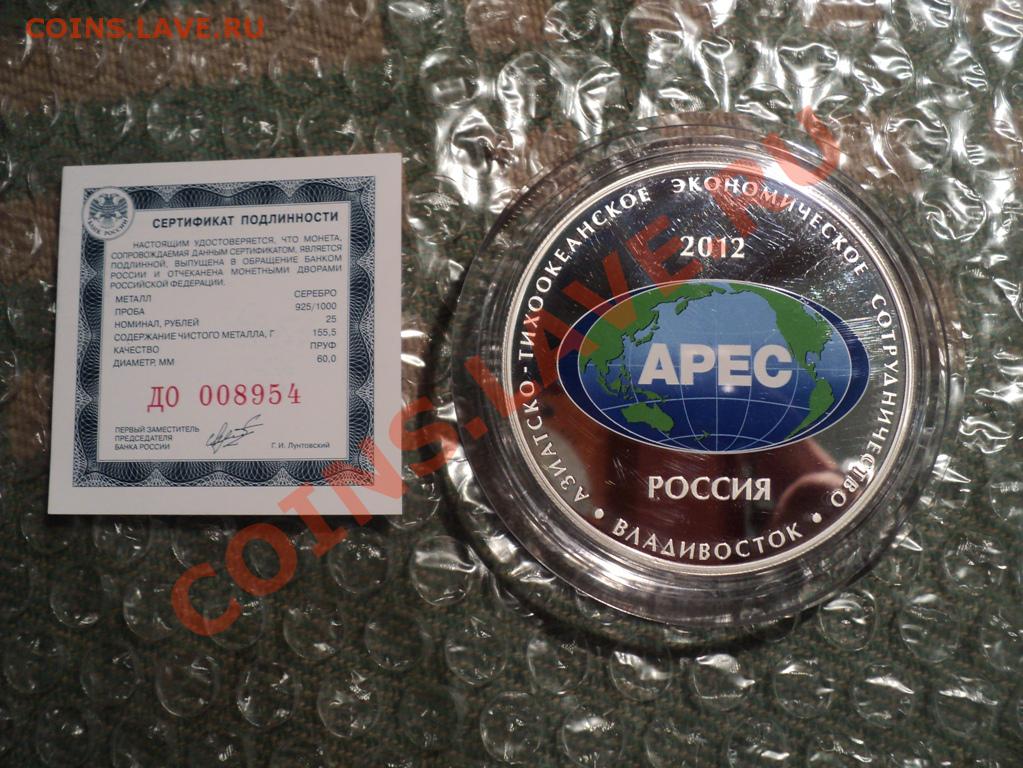 COINS.LAVE.RU
БАНК РОССИИ
СЕРТИФИКАТ ПОДЛИННОСТИ
НАСТОЯЩИМ УДОСТОВЕРЯЕТСЯ, ЧТО МОНЕТА,
СОПРОВОЖДАЕМАЯ ДАННЫМ СЕРТИФИКАТОМ, ЯВЛЯЕТСЯ
ПОДЛИННОЙ, ВЫПУЩЕНА В ОБРАЩЕНИЕ БАНКОМ
РОССИИ И ОТЧЕКАНЕНА МОНЕТНЫМИ ДВОРАМИ
РОССИЙСКОЙ ФЕДЕРАЦИИ.
МЕТАЛЛ СЕРЕБРО
ПРОБА 925/1000
НОМИНАЛ, РУБЛЕЙ 25
СОДЕРЖАНИЕ ЧИСТОГО МЕТАЛЛА, Г 155,5
КАЧЕСТВО ПРУФ
ДИАМЕТР, ММ 60,0
ДО 008954
ПЕРВЫЙ ЗАМЕСТИТЕЛЬ
ПРЕДСЕДАТЕЛЯ
БАНКА РОССИИ Г.И. Лунтовский
АЗИАТСКО-ТИХООКЕАНСКОЕ ЭКОНОМИЧЕСКОЕ СОТРУДНИЧЕСТВО
2012
APEC
РОССИЯ
• ВЛАДИВОСТОК •
COINS.LAVE.RU